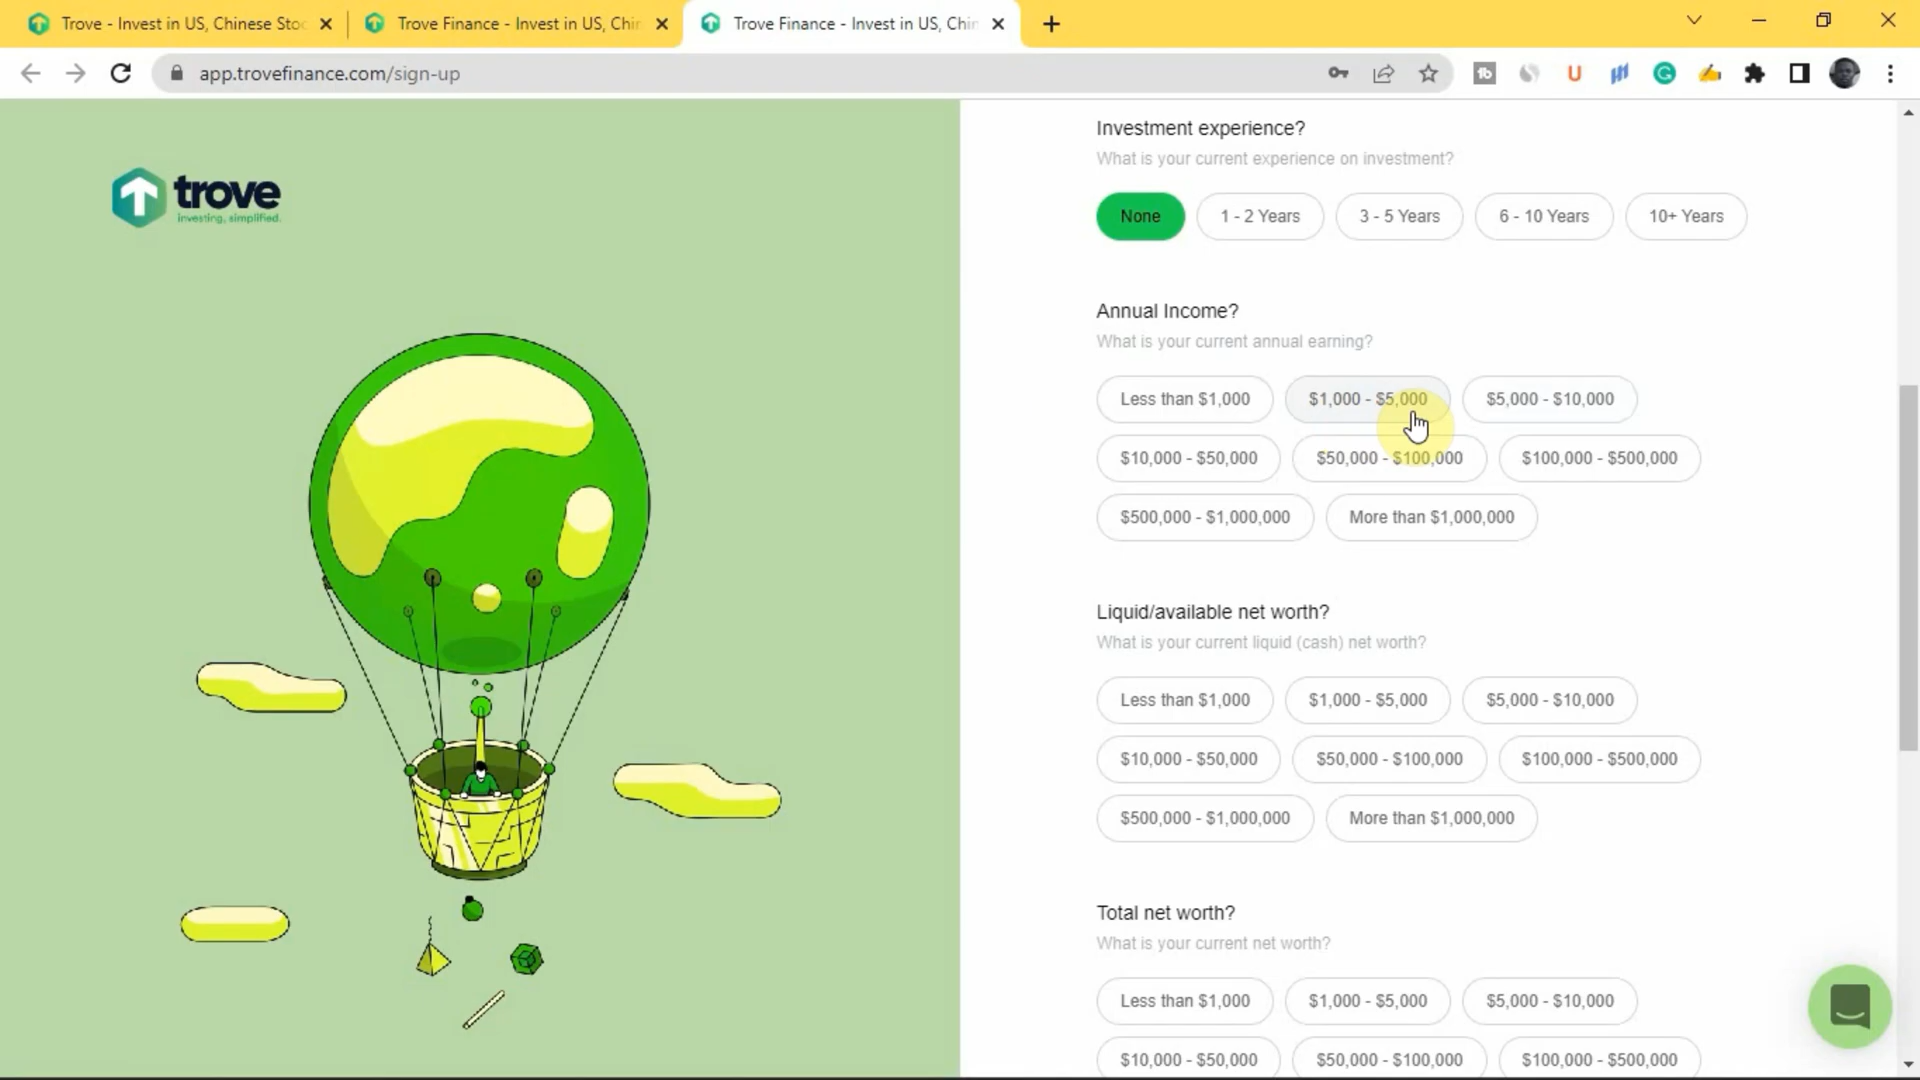 Trove - Invest in US, Chinese Stoc
Trove Finance - Invest in US, Chin
Trove Finance - Invest in US, Chin
app.trovefinance.com/sign-up
trove
investing, simplified.
Investment experience?
What is your current experience on investment?
None
1 - 2 Years
3 - 5 Years
6 - 10 Years
10+ Years
Annual Income?
What is your current annual earning?
Less than $1,000
$1,000 - $5,000
$5,000 - $10,000
$10,000 - $50,000
$50,000 - $100,000
$100,000 - $500,000
$500,000 - $1,000,000
More than $1,000,000
Liquid/available net worth?
What is your current liquid (cash) net worth?
Less than $1,000
$1,000 - $5,000
$5,000 - $10,000
$10,000 - $50,000
$50,000 - $100,000
$100,000 - $500,000
$500,000 - $1,000,000
More than $1,000,000
Total net worth?
What is your current net worth?
Less than $1,000
$1,000 - $5,000
$5,000 - $10,000
$10,000 - $50,000
$50,000 - $100,000
$100,000 - $500,000